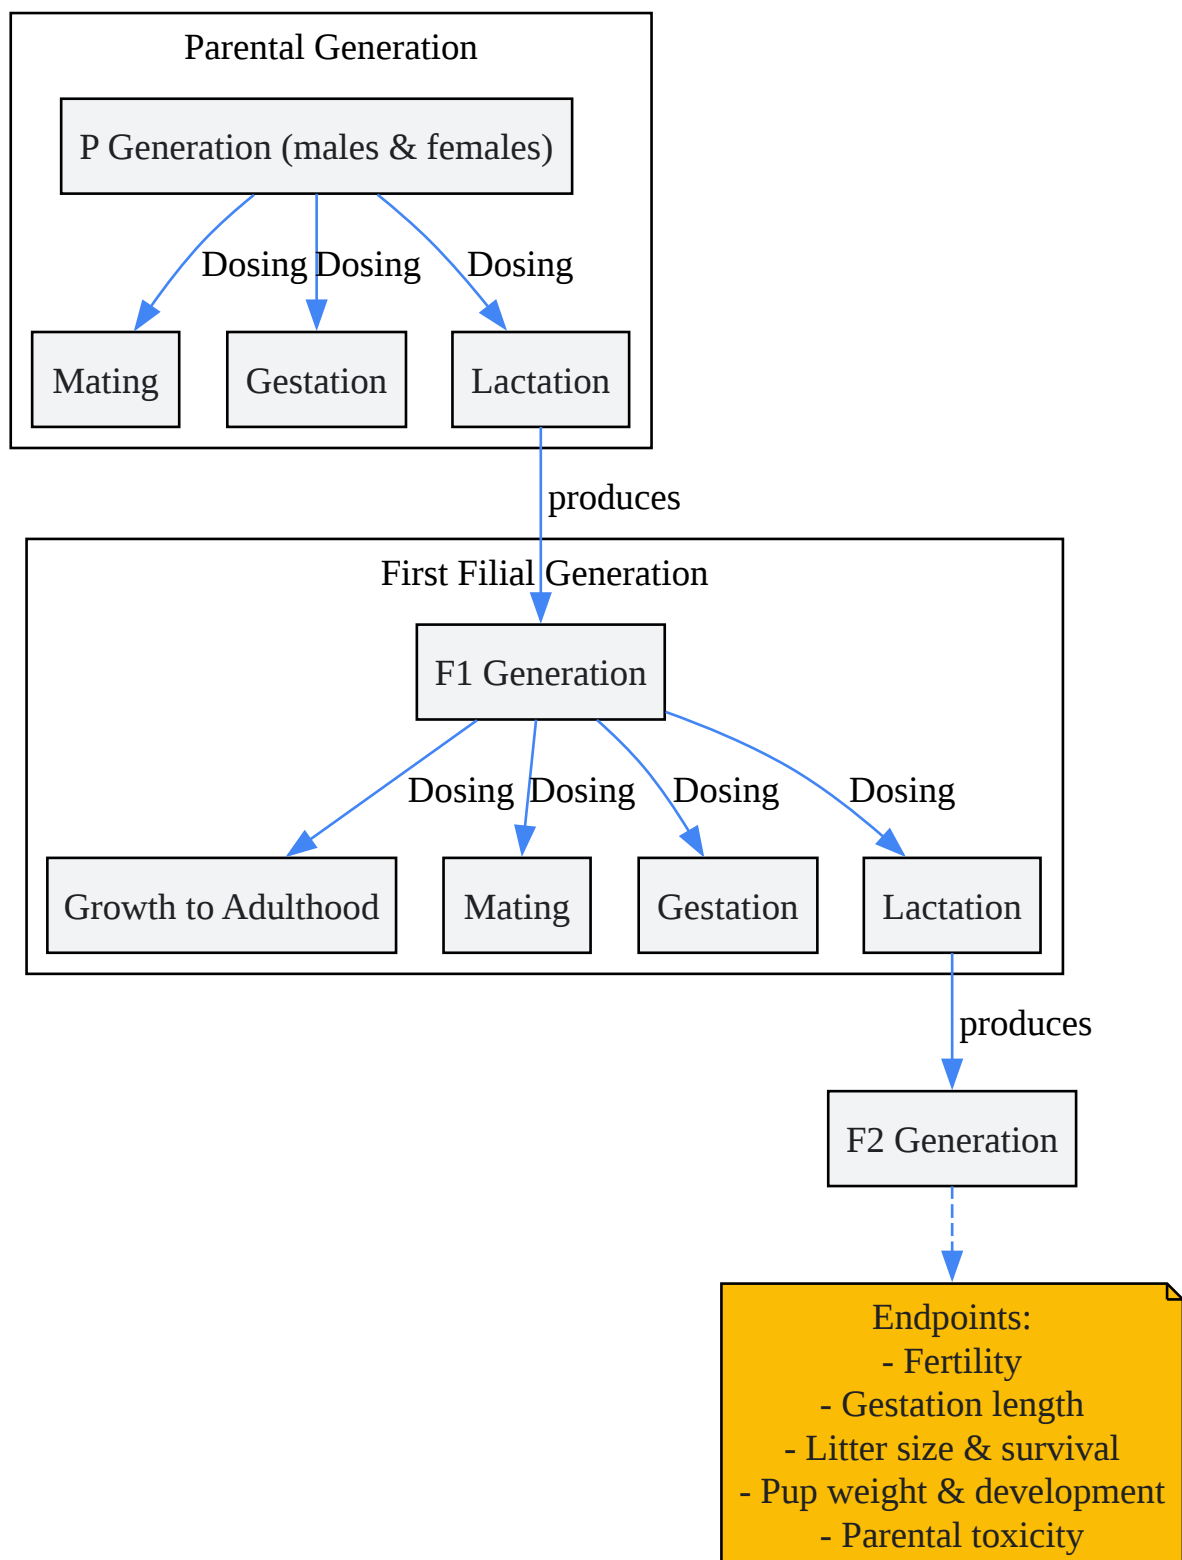 Parental Generation
P Generation (males & females)
Dosing
Dosing
Dosing
Mating
Gestation
Lactation
produces
First Filial Generation
F1 Generation
Dosing
Dosing
Dosing
Dosing
Growth to Adulthood
Mating
Gestation
Lactation
produces
F2 Generation
Endpoints:
- Fertility
- Gestation length
- Litter size & survival
- Pup weight & development
- Parental toxicity